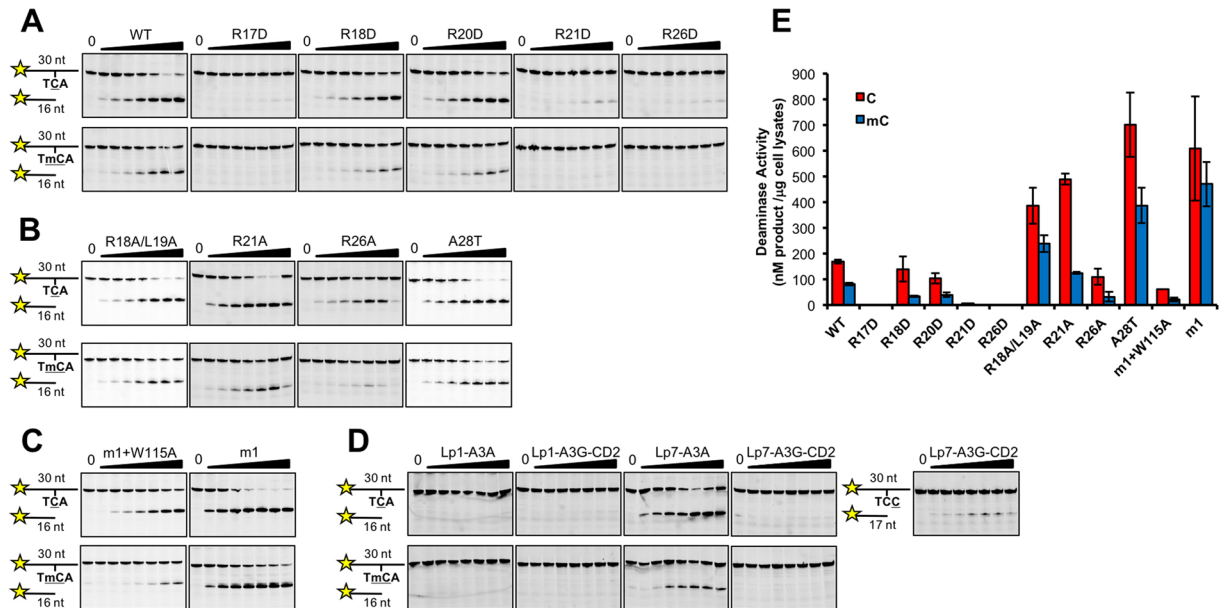 A
0 WT R17D 0 R18D 0 R20D 0 R21D 0 R26D
30 nt
TCA
16 nt
30 nt
TmCA
16 nt
B
0 R18A/L19A 0 R21A 0 R26A 0 A28T
30 nt
TCA
16 nt
30 nt
TmCA
16 nt
C
0 m1+W115A 0 m1
30 nt
TCA
16 nt
30 nt
TmCA
16 nt
D
0 Lp1-A3A 0 Lp1-A3G-CD2 0 Lp7-A3A 0 Lp7-A3G-CD2 0 Lp7-A3G-CD2
30 nt
TCA
16 nt
30 nt
TCC
17 nt
30 nt
TmCA
16 nt
E
Deaminase Activity
(nM product /µg cell lysates)
900
800
700
600
500
400
300
200
100
0
C
mC
WT R17D R18D R20D R21D R26D R18A/L19A R21A R26A A28T m1+W115A m1